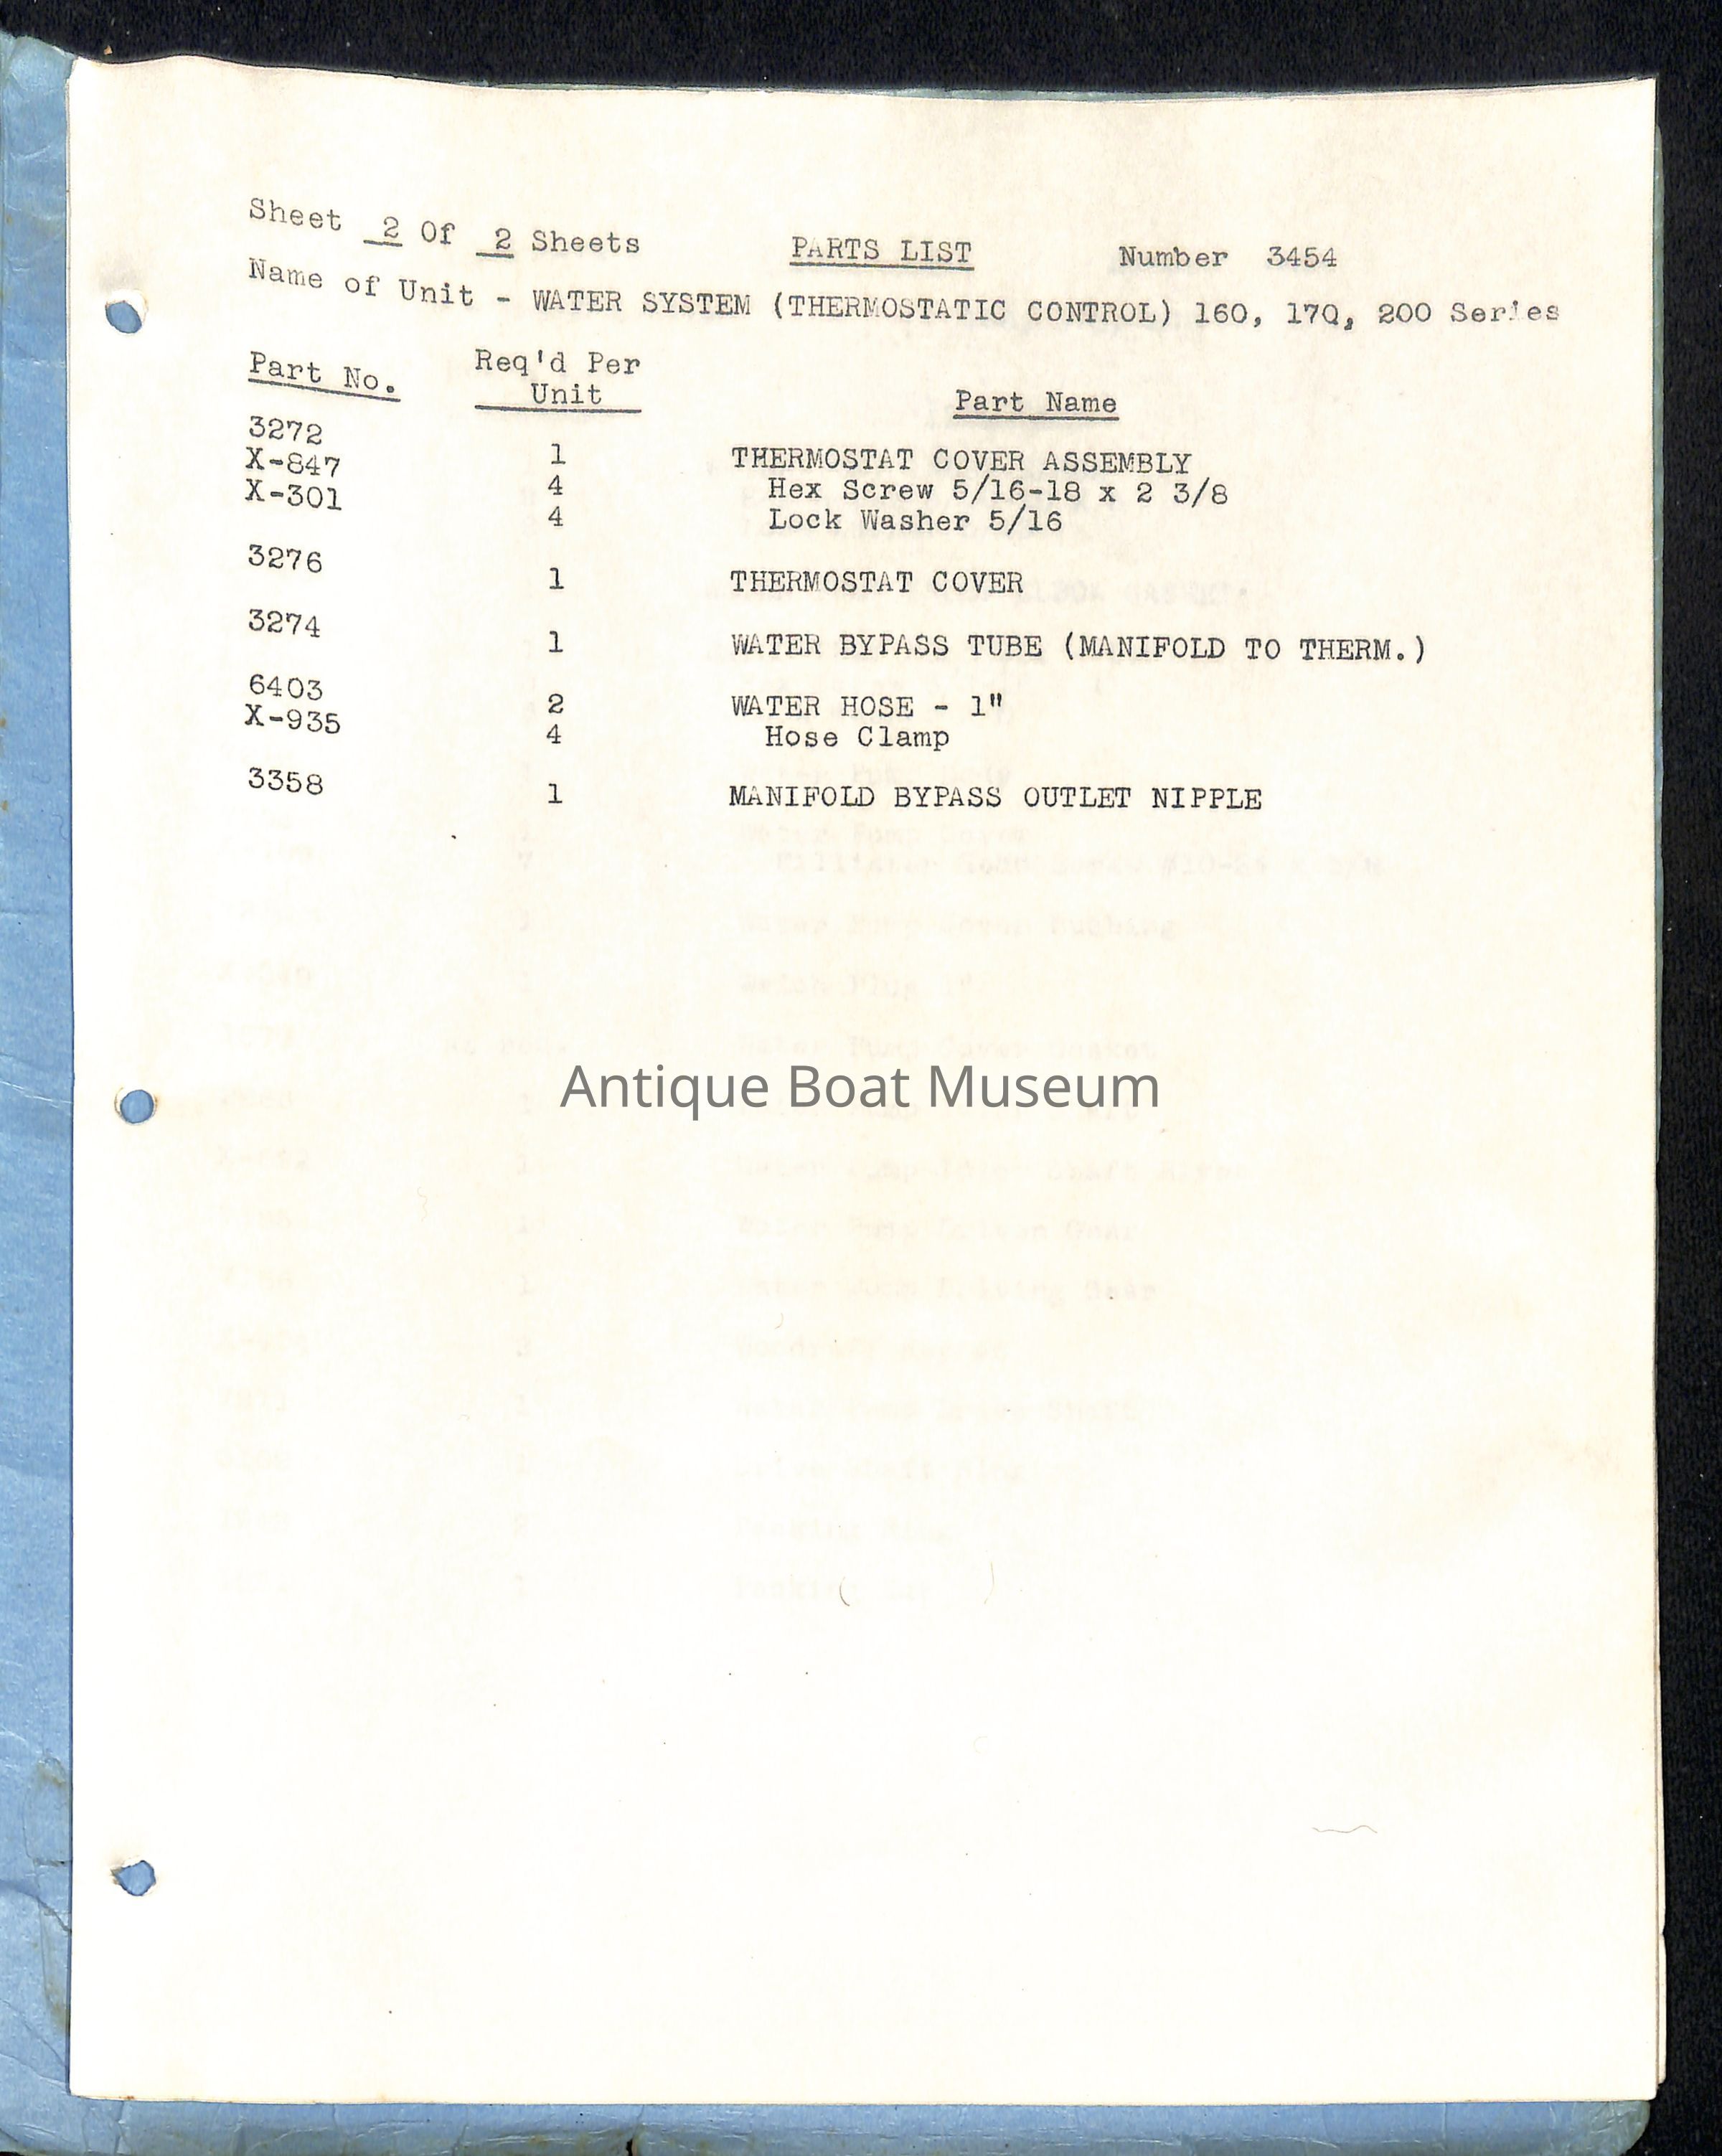 Sheet 2 Of 2 Sheets PARTS LIST Number 3454
Name of Unit - WATER SYSTEM (THERMOSTATIC CONTROL) 160, 170, 200 Series
Part No. Req'd Per Unit Part Name
3272 1 THERMOSTAT COVER ASSEMBLY
X-847 4 Hex Screw 5/16-18 x 2 3/8
X-301 4 Lock Washer 5/16
3276 1 THERMOSTAT COVER
3274 1 WATER BYPASS TUBE (MANIFOLD TO THERM.)
6403 2 WATER HOSE - 1"
X-935 4 Hose Clamp
3358 1 MANIFOLD BYPASS OUTLET NIPPLE
Antique Boat Museum